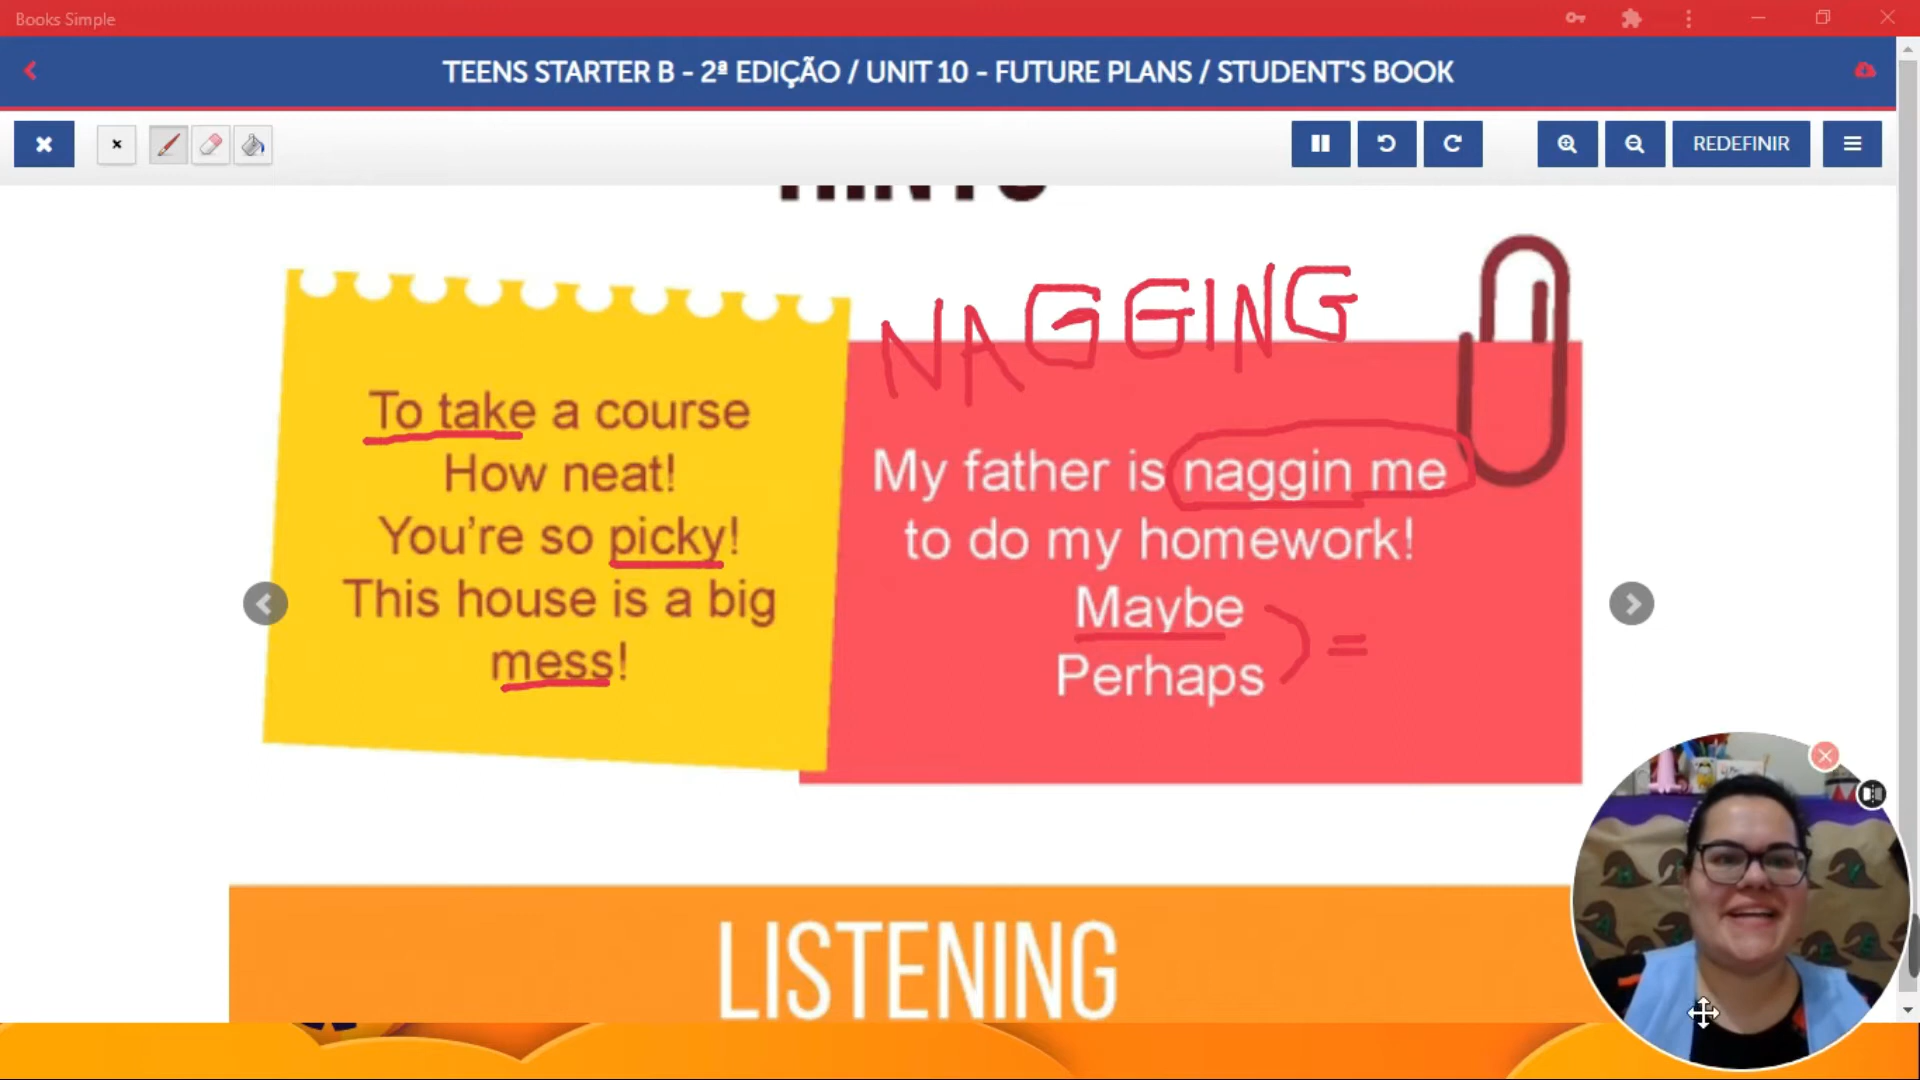 Books Simple
TEENS STARTER B - 2ª EDIÇÃO / UNIT 10 - FUTURE PLANS / STUDENT'S BOOK
REDEFINIR
NAGGING
To take a course
How neat!
You're so picky!
This house is a big
mess!
My father is naggin me
to do my homework!
Maybe
Perhaps
=
LISTENING